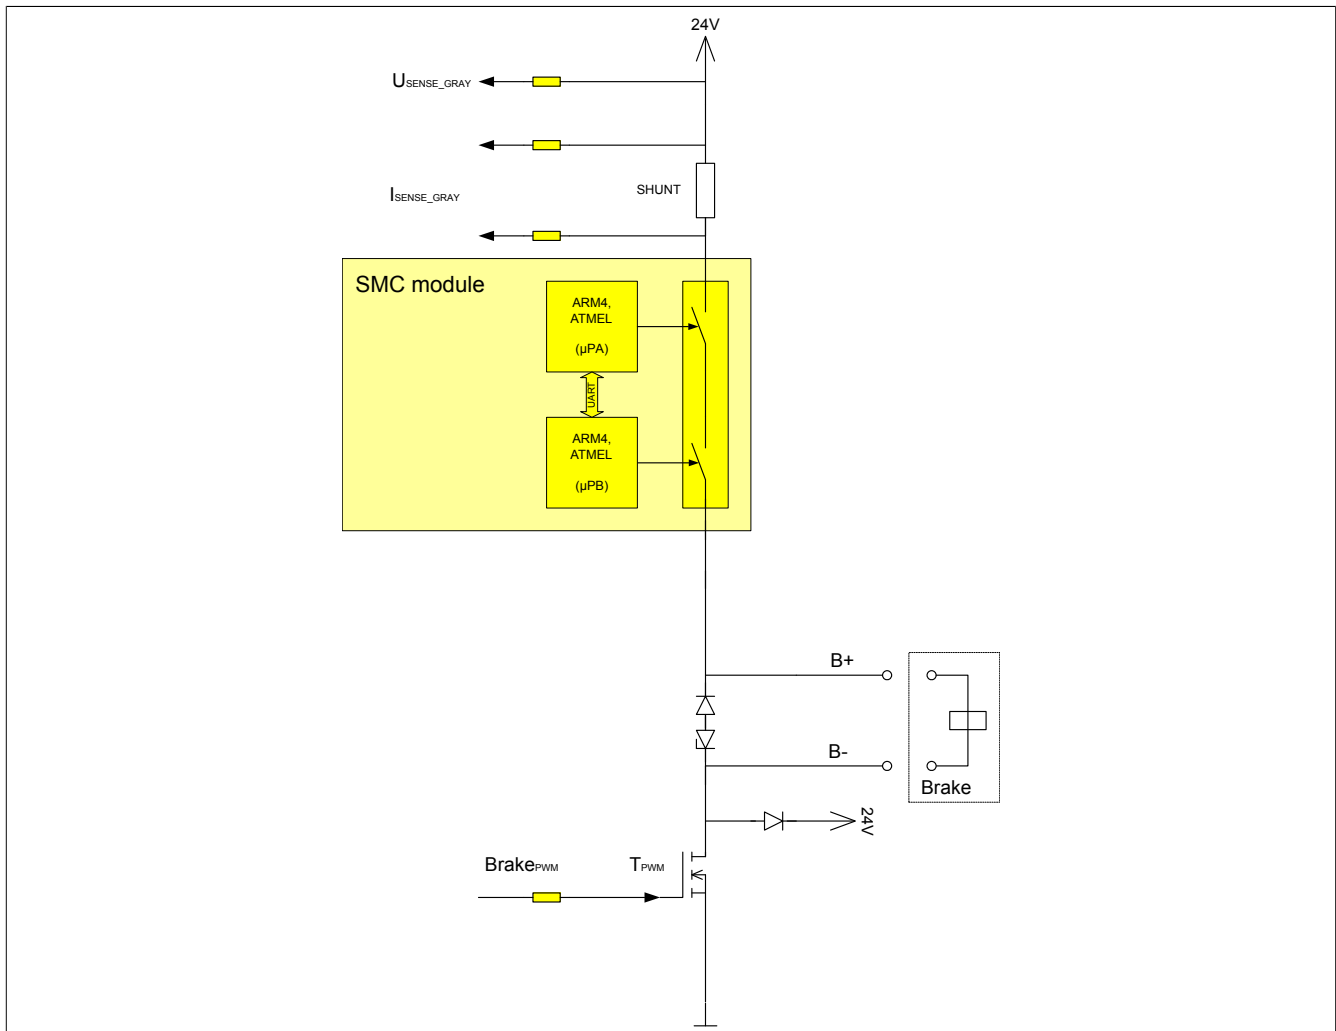 24V
USENSE_GRAY
SHUNT
ISENSE_GRAY
SMC module
ARM4,
ATMEL
(µPA)
UART
ARM4,
ATMEL
(µPB)
B+
B-
Brake
24V
BrakePWM
TPWM